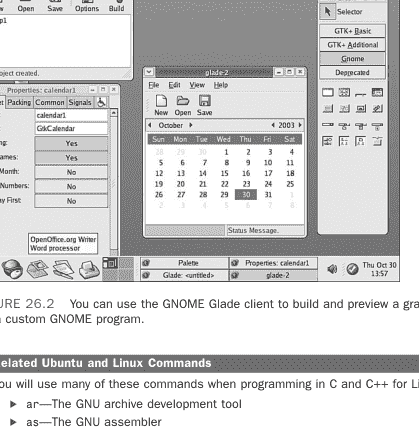 Open Save Options Build
Selector
GTK+ Basic
GTK+ Additional
Gnome
Deprecated
oject created.
glade-2
Properties: calendar1
File Edit View Help
Packing Common Signals
calendar1
GtkCalendar
New Open Save
October 2003
Sun Mon Tue Wed Thu Fri Sat
28 29 30 1 2 3 4
5 6 7 8 9 10 11
12 13 14 15 16 17 18
19 20 21 22 23 24 25
26 27 28 29 30 31 1
2 3 4 5 6 7 8
Yes
ames: Yes
Month: No
Numbers: No
ay First No
Status Message.
OpenOffice.org Writer
Word processor
Palette Properties: calendar1
Glade: <untitled> glade-2
Thu Oct 30
13:57
URE 26.2 You can use the GNOME Glade client to build and preview a gra
a custom GNOME program.
elated Ubuntu and Linux Commands
ou will use many of these commands when programming in C and C++ for Li
▶ ar—The GNU archive development tool
▶ as—The GNU assembler